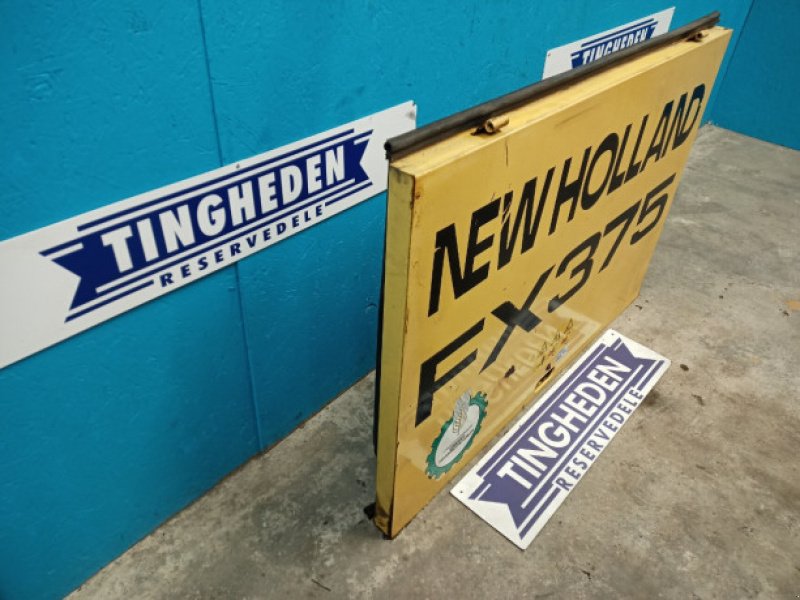 TINGHEDEN
TINGHEDEN
RESERVEDELE
NEW HOLLAND
FX375
TINGHEDEN
RESERVEDELE